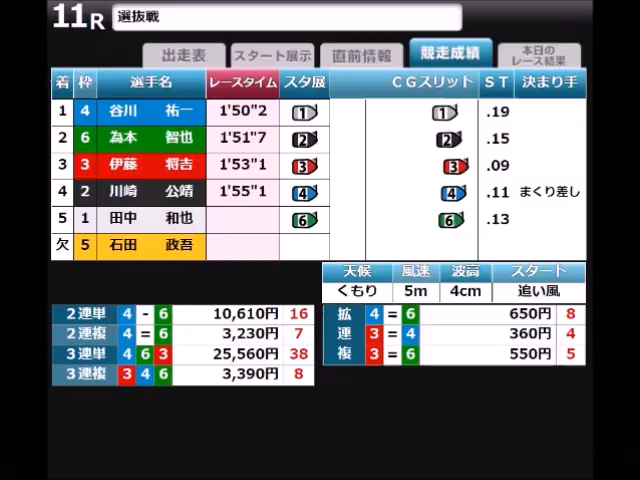 11R 選抜戦
出走表 スタート展示 直前情報 競走成績 本日のレース結果
着 枠 選手名 レースタイム スタ展 CGスリット ST 決まり手
1 4 谷川 祐一 1'50"2 1 1 .19
2 6 為本 智也 1'51"7 2 2 .15
3 3 伊藤 将吉 1'53"1 3 3 .09
4 2 川崎 公靖 1'55"1 4 4 .11 まくり差し
5 1 田中 和也 6 6 .13
欠 5 石田 政吾
天候 風速 波高 スタート
くもり 5m 4cm 追い風
2連単 4 - 6 10,610円 16
2連複 4 = 6 3,230円 7
3連単 4 6 3 25,560円 38
3連複 3 4 6 3,390円 8
拡 4 = 6 650円 8
連 3 = 4 360円 4
複 3 = 6 550円 5